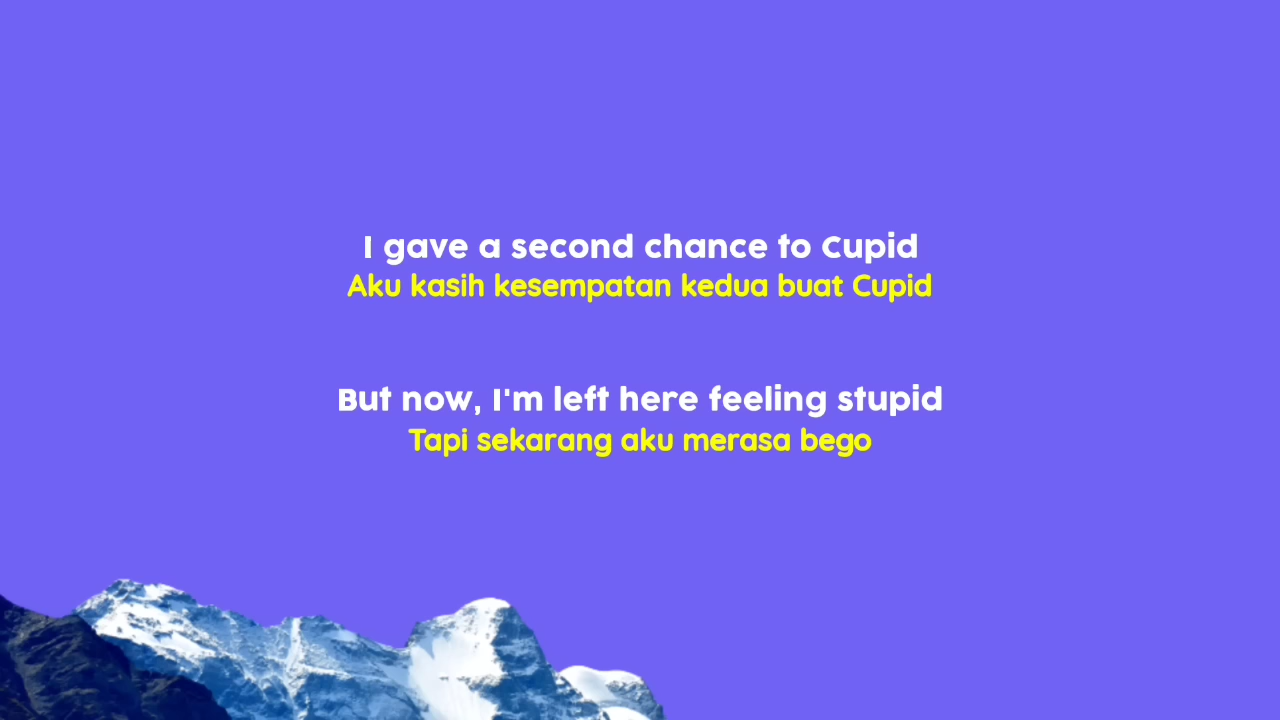 I gave a second chance to Cupid
Aku kasih kesempatan kedua buat Cupid
But now, I'm left here feeling stupid
Tapi sekarang aku merasa bego